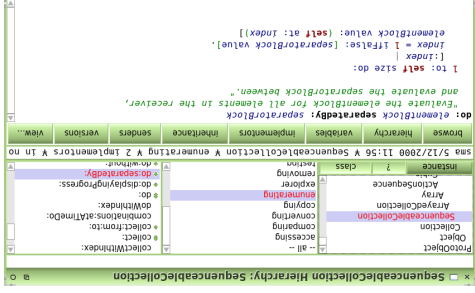 SequenceableCollection Hierarchy: SequenceableCollection
ProtoObject
Object
Collection
SequenceableCollection
ArrayedCollection
Array
ActionSequence
instance ? class
-- all --
accessing
comparing
converting
copying
enumerating
explorer
removing
testing
collectWithIndex:
collect:
collect:from:to:
combinations:atATimeDo:
doWithIndex:
do:
do:displayingProgress:
do:separatedBy:
do:without:
sma 5/12/2000 11:56 ¥ SequenceableCollection ¥ enumerating ¥ 2 implementors ¥ in no
browse hierarchy variables implementors inheritance senders versions view...
do: elementBlock separatedBy: separatorBlock
"Evaluate the elementBlock for all elements in the receiver,
and evaluate the separatorBlock between."
1 to: self size do:
[:index |
index = 1 ifFalse: [separatorBlock value].
elementBlock value: (self at: index)]